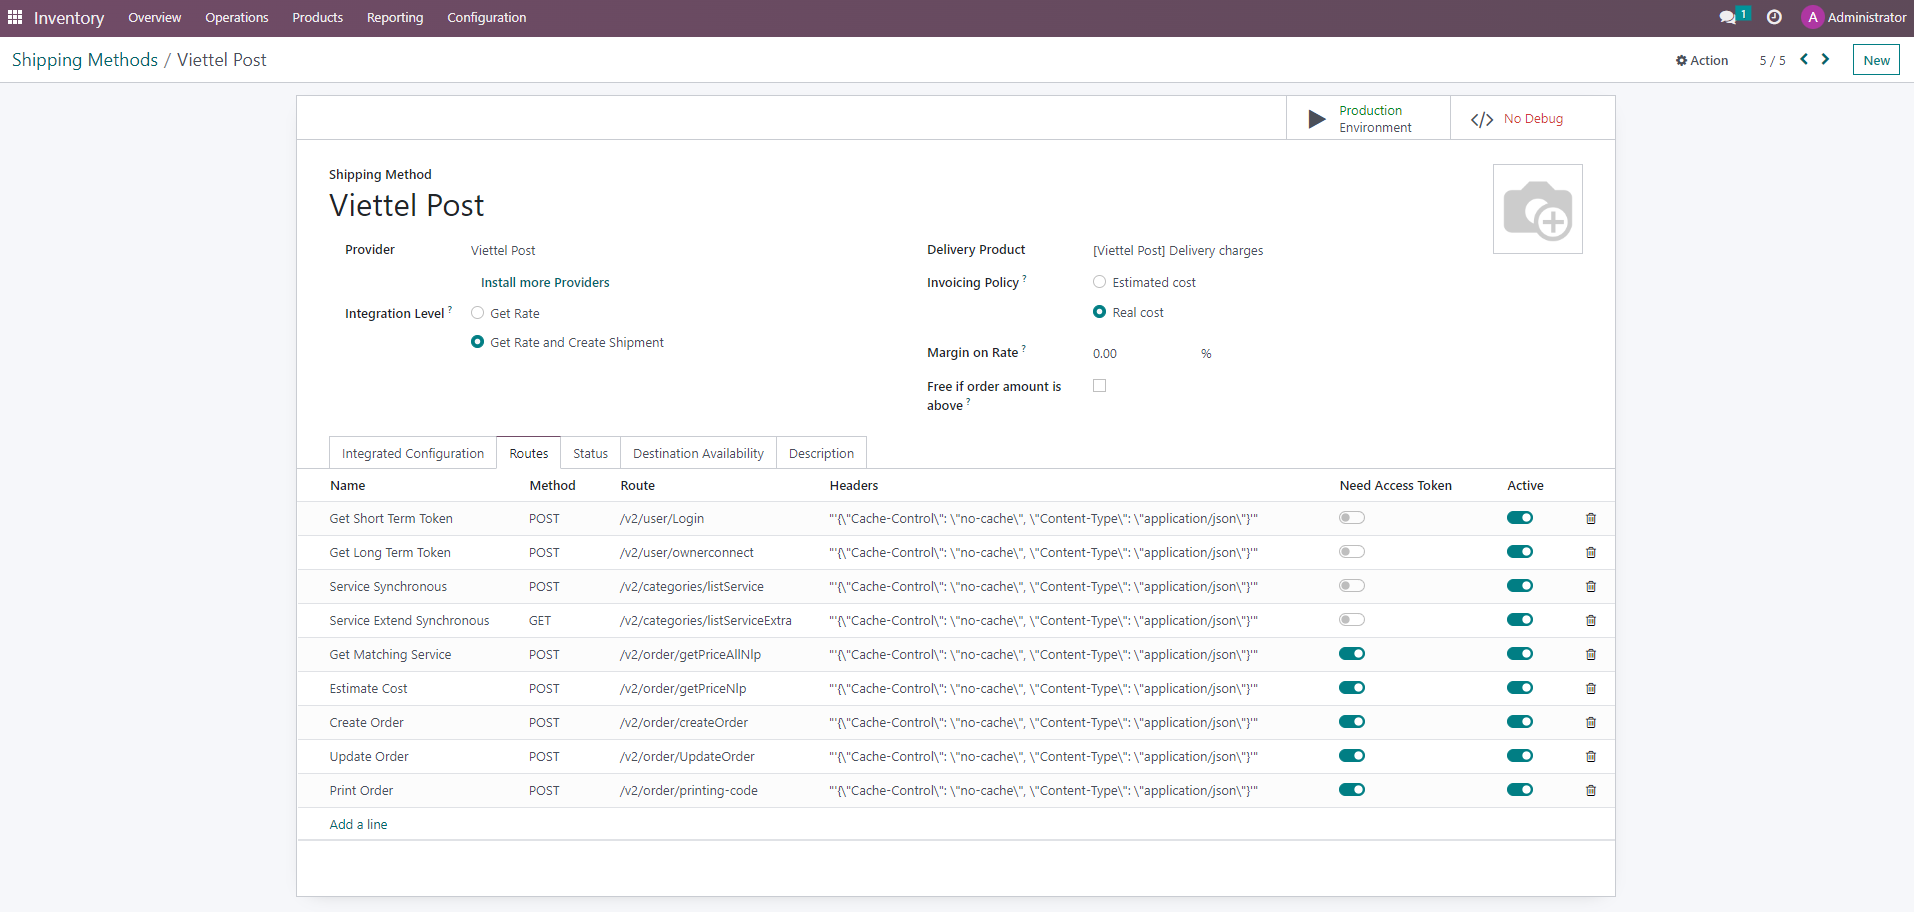 Inventory Overview Operations Products Reporting Configuration 1 A Administrator
Shipping Methods / Viettel Post Action 5 / 5 New
Production Environment
No Debug
Shipping Method
Viettel Post
Provider Viettel Post
Install more Providers
Integration Level ? Get Rate
Get Rate and Create Shipment
Delivery Product [Viettel Post] Delivery charges
Invoicing Policy ? Estimated cost
Real cost
Margin on Rate ? 0.00 %
Free if order amount is
above ?
Integrated Configuration Routes Status Destination Availability Description
Name Method Route Headers Need Access Token Active
Get Short Term Token POST /v2/user/Login "'{\"Cache-Control\": \"no-cache\", \"Content-Type\": \"application/json\"}'"
Get Long Term Token POST /v2/user/ownerconnect "'{\"Cache-Control\": \"no-cache\", \"Content-Type\": \"application/json\"}'"
Service Synchronous POST /v2/categories/listService "'{\"Cache-Control\": \"no-cache\", \"Content-Type\": \"application/json\"}'"
Service Extend Synchronous GET /v2/categories/listServiceExtra "'{\"Cache-Control\": \"no-cache\", \"Content-Type\": \"application/json\"}'"
Get Matching Service POST /v2/order/getPriceAllNlp "'{\"Cache-Control\": \"no-cache\", \"Content-Type\": \"application/json\"}'"
Estimate Cost POST /v2/order/getPriceNlp "'{\"Cache-Control\": \"no-cache\", \"Content-Type\": \"application/json\"}'"
Create Order POST /v2/order/createOrder "'{\"Cache-Control\": \"no-cache\", \"Content-Type\": \"application/json\"}'"
Update Order POST /v2/order/UpdateOrder "'{\"Cache-Control\": \"no-cache\", \"Content-Type\": \"application/json\"}'"
Print Order POST /v2/order/printing-code "'{\"Cache-Control\": \"no-cache\", \"Content-Type\": \"application/json\"}'"
Add a line